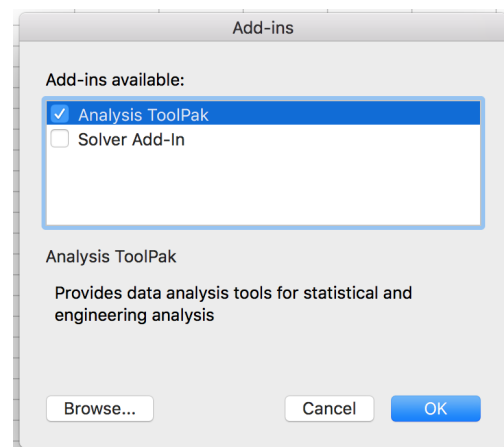 Add-ins
Add-ins available:
Analysis ToolPak
Solver Add-In
Analysis ToolPak
Provides data analysis tools for statistical and
engineering analysis
Browse... Cancel OK